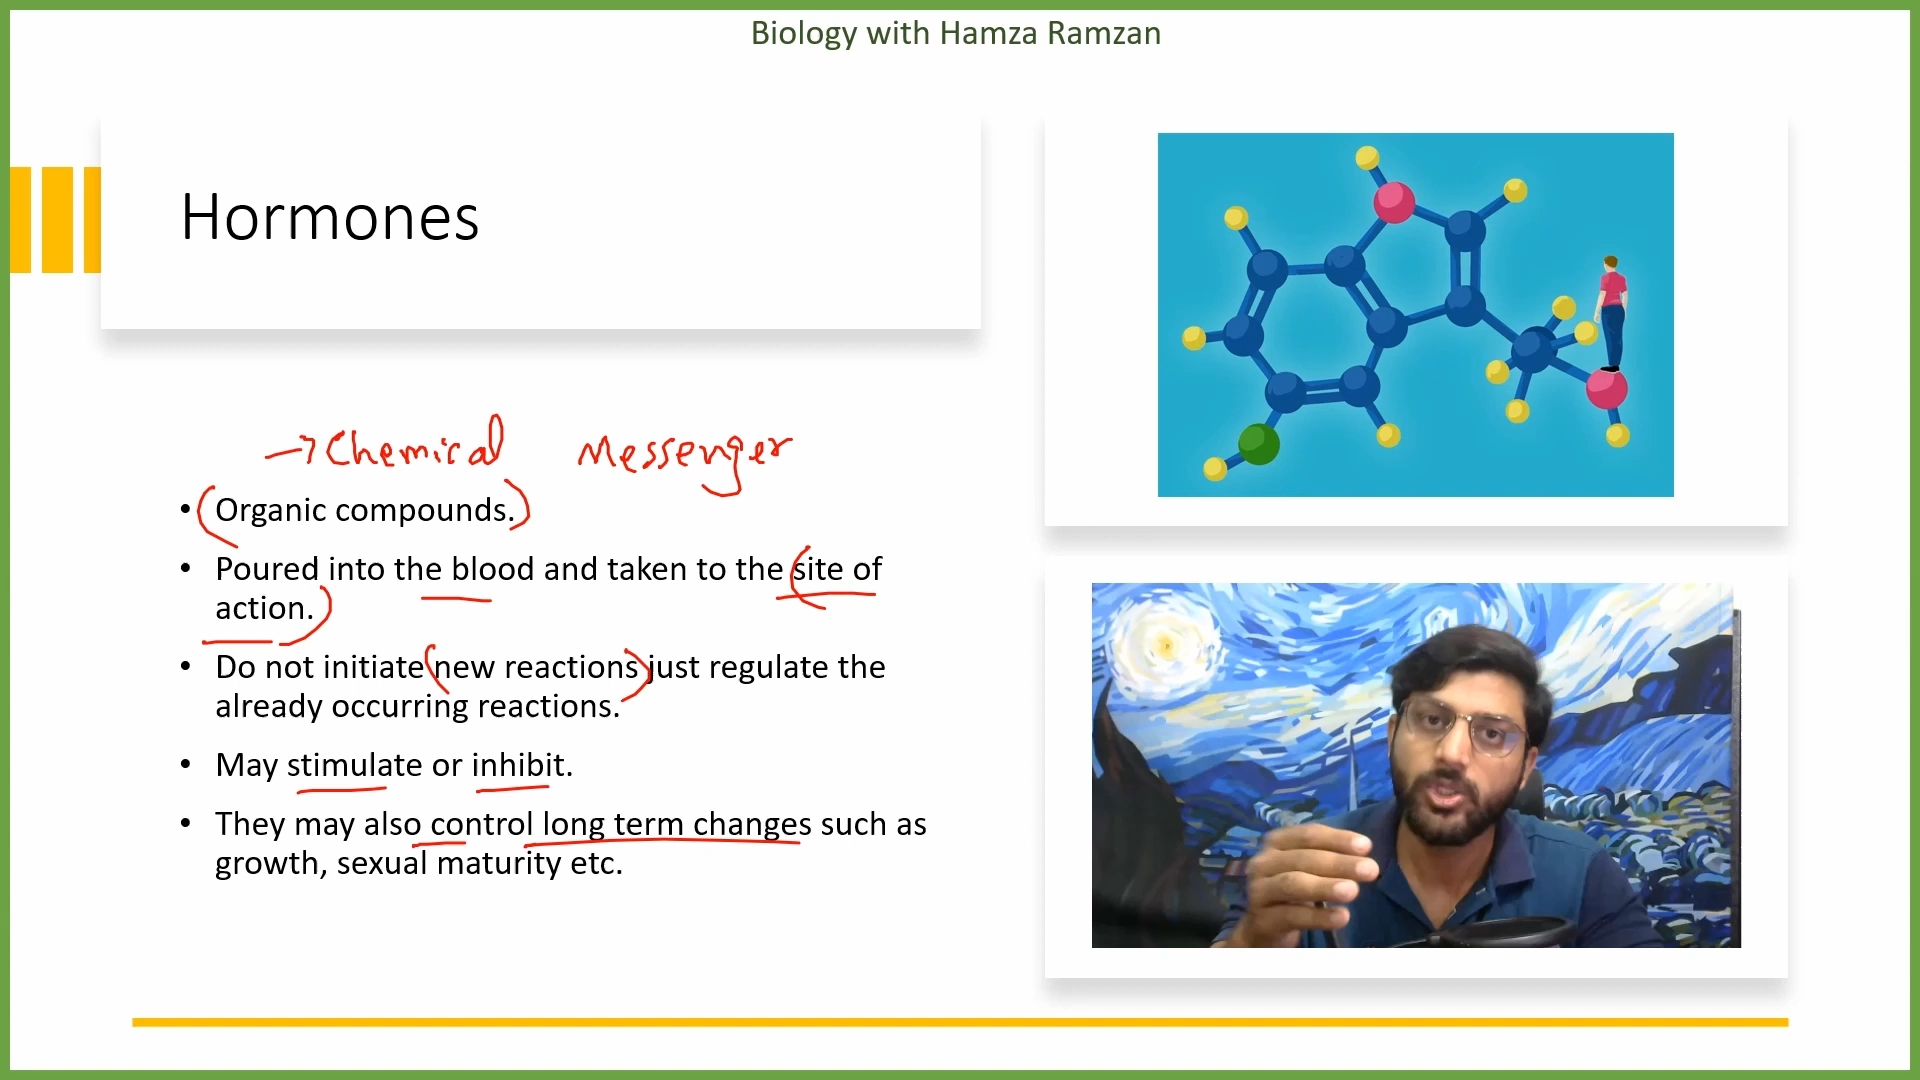 Biology with Hamza Ramzan
Hormones
→ Chemical Messenger
• Organic compounds.
• Poured into the blood and taken to the site of
action.
• Do not initiate new reactions just regulate the
already occurring reactions.
• May stimulate or inhibit.
• They may also control long term changes such as
growth, sexual maturity etc.